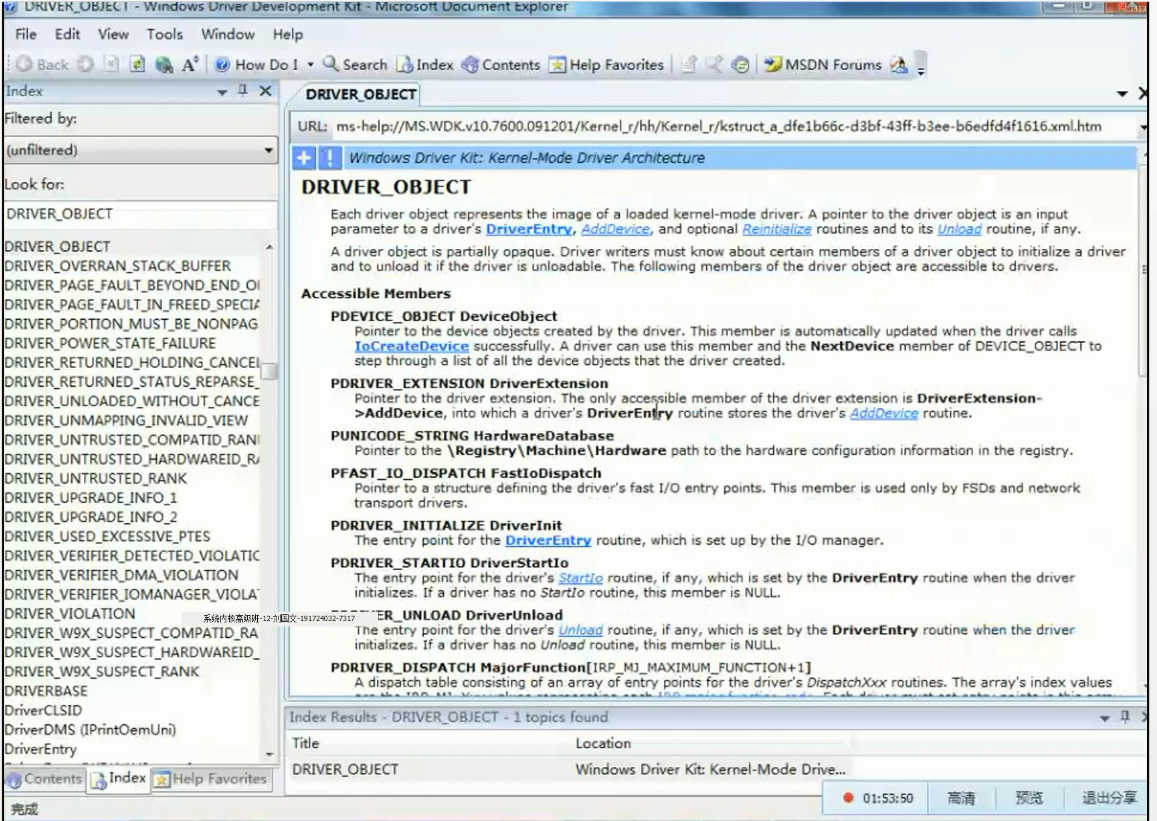 DRIVER_OBJECT - Windows Driver Development Kit - Microsoft Document Explorer
File Edit View Tools Window Help
Back How Do I Search Index Contents Help Favorites MSDN Forums
Index
Filtered by:
(unfiltered)
Look for:
DRIVER_OBJECT
DRIVER_OBJECT
DRIVER_OVERRAN_STACK_BUFFER
DRIVER_PAGE_FAULT_BEYOND_END_O
DRIVER_PAGE_FAULT_IN_FREED_SPECIA
DRIVER_PORTION_MUST_BE_NONPAG
DRIVER_POWER_STATE_FAILURE
DRIVER_RETURNED_HOLDING_CANCEL
DRIVER_RETURNED_STATUS_REPARSE_
DRIVER_UNLOADED_WITHOUT_CANCE
DRIVER_UNMAPPING_INVALID_VIEW
DRIVER_UNTRUSTED_COMPATID_RANI
DRIVER_UNTRUSTED_HARDWAREID_RA
DRIVER_UNTRUSTED_RANK
DRIVER_UPGRADE_INFO_1
DRIVER_UPGRADE_INFO_2
DRIVER_USED_EXCESSIVE_PTES
DRIVER_VERIFIER_DETECTED_VIOLATIC
DRIVER_VERIFIER_DMA_VIOLATION
DRIVER_VERIFIER_IOMANAGER_VIOLA
DRIVER_VIOLATION
DRIVER_W9X_SUSPECT_COMPATID_RA
DRIVER_W9X_SUSPECT_HARDWAREID_
DRIVER_W9X_SUSPECT_RANK
DRIVERBASE
DriverCLSID
DriverDMS (IPrintOemUni)
DriverEntry
Contents Index Help Favorites
完成
DRIVER_OBJECT
URL: ms-help://MS.WDK.v10.7600.091201/Kernel_r/hh/Kernel_r/kstruct_a_dfe1b66c-d3bf-43ff-b3ee-b6edfd4f1616.xml.htm
Windows Driver Kit: Kernel-Mode Driver Architecture
DRIVER_OBJECT
Each driver object represents the image of a loaded kernel-mode driver. A pointer to the driver object is an input
parameter to a driver's DriverEntry, AddDevice, and optional Reinitialize routines and to its Unload routine, if any.
A driver object is partially opaque. Driver writers must know about certain members of a driver object to initialize a driver
and to unload it if the driver is unloadable. The following members of the driver object are accessible to drivers.
Accessible Members
PDEVICE_OBJECT DeviceObject
Pointer to the device objects created by the driver. This member is automatically updated when the driver calls
IoCreateDevice successfully. A driver can use this member and the NextDevice member of DEVICE_OBJECT to
step through a list of all the device objects that the driver created.
PDRIVER_EXTENSION DriverExtension
Pointer to the driver extension. The only accessible member of the driver extension is DriverExtension-
>AddDevice, into which a driver's DriverEntry routine stores the driver's AddDevice routine.
PUNICODE_STRING HardwareDatabase
Pointer to the \Registry\Machine\Hardware path to the hardware configuration information in the registry.
PFAST_IO_DISPATCH FastIoDispatch
Pointer to a structure defining the driver's fast I/O entry points. This member is used only by FSDs and network
transport drivers.
PDRIVER_INITIALIZE DriverInit
The entry point for the DriverEntry routine, which is set up by the I/O manager.
PDRIVER_STARTIO DriverStartIo
The entry point for the driver's StartIo routine, if any, which is set by the DriverEntry routine when the driver
initializes. If a driver has no StartIo routine, this member is NULL.
系统内核高级班-12-刘国文-191724032-7317
PDRIVER_UNLOAD DriverUnload
The entry point for the driver's Unload routine, if any, which is set by the DriverEntry routine when the driver
initializes. If a driver has no Unload routine, this member is NULL.
PDRIVER_DISPATCH MajorFunction[IRP_MJ_MAXIMUM_FUNCTION+1]
A dispatch table consisting of an array of entry points for the driver's DispatchXxx routines. The array's index values
Index Results - DRIVER_OBJECT - 1 topics found
Title Location
DRIVER_OBJECT Windows Driver Kit: Kernel-Mode Drive...
01:53:50 高清 预览 退出分享